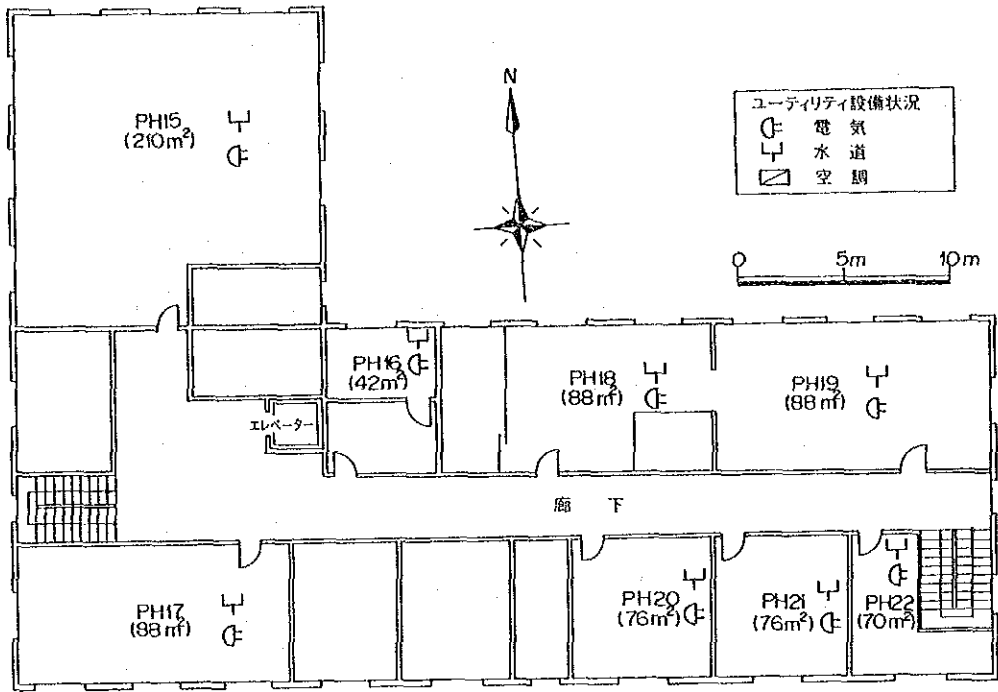 PH15
(210m²)
N
ユーティリティ設備状況
電 気
水 道
空 調
0 5m 10m
PH16
(42m²)
PH18
(88m²)
PH19
(88m²)
エレベーター
廊 下
PH17
(88m²)
PH20
(76m²)
PH21
(76m²)
PH22
(70m²)